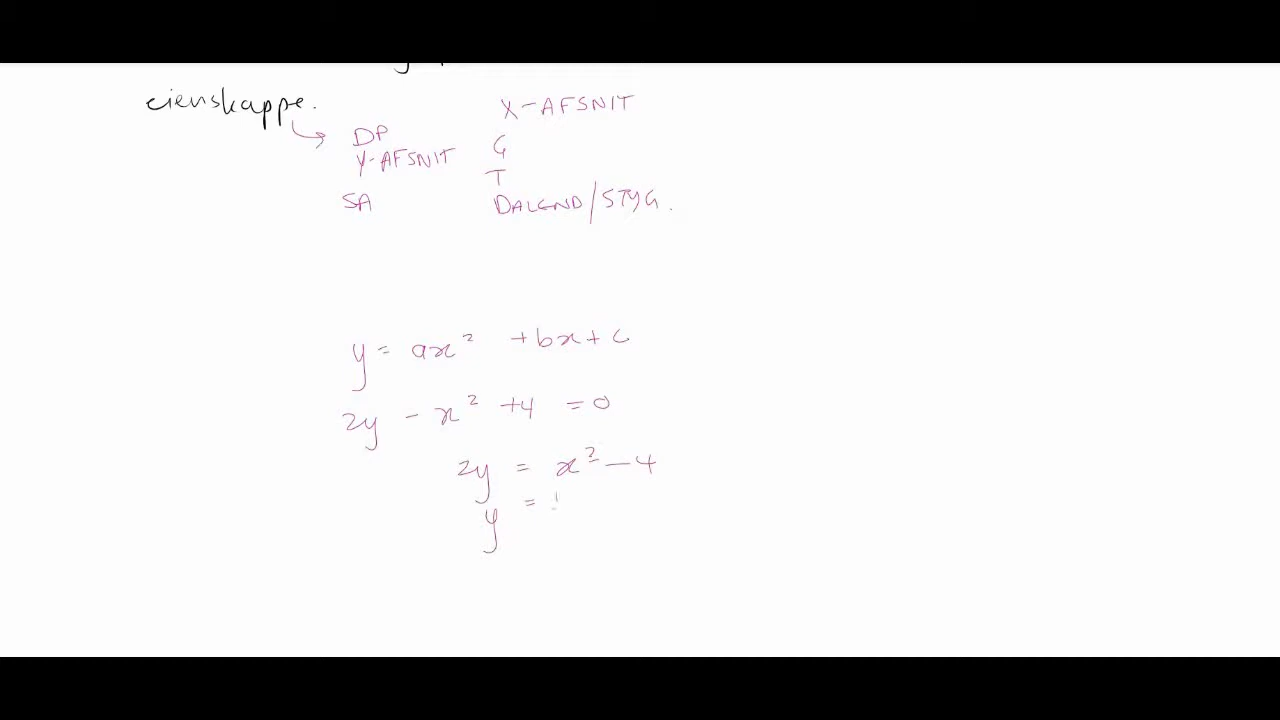 eienskappe.
X-AFSNIT
DP
Y-AFSNIT
SA
G
T
DALEND/STYG.
y = ax² + bx + c
2y - x² + 4 = 0
2y = x² - 4
y =